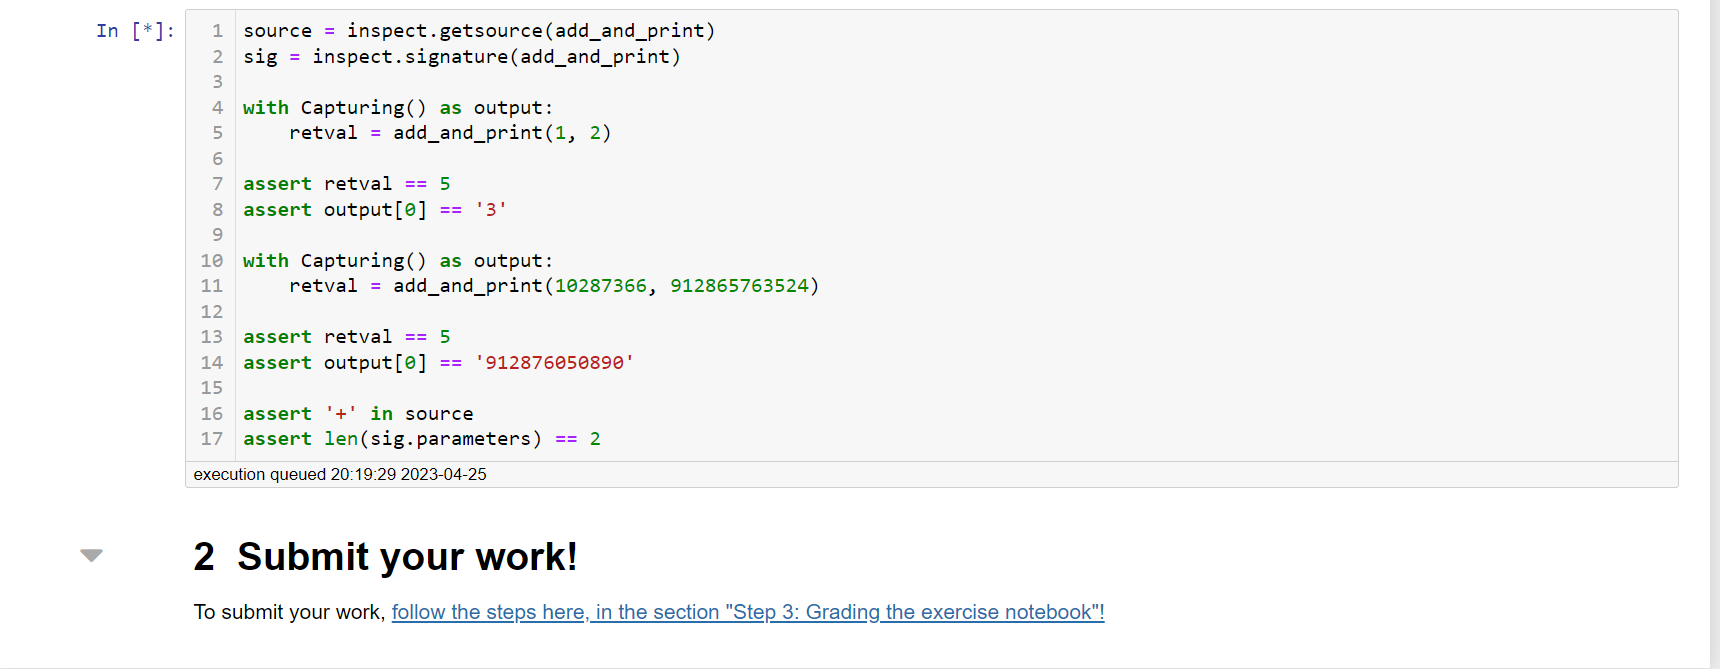 In [*]:
1 source = inspect.getsource(add_and_print)
2 sig = inspect.signature(add_and_print)
3
4 with Capturing() as output:
5     retval = add_and_print(1, 2)
6
7 assert retval == 5
8 assert output[0] == '3'
9
10 with Capturing() as output:
11     retval = add_and_print(10287366, 912865763524)
12
13 assert retval == 5
14 assert output[0] == '912876050890'
15
16 assert '+' in source
17 assert len(sig.parameters) == 2
execution queued 20:19:29 2023-04-25
2 Submit your work!
To submit your work, follow the steps here, in the section "Step 3: Grading the exercise notebook"!